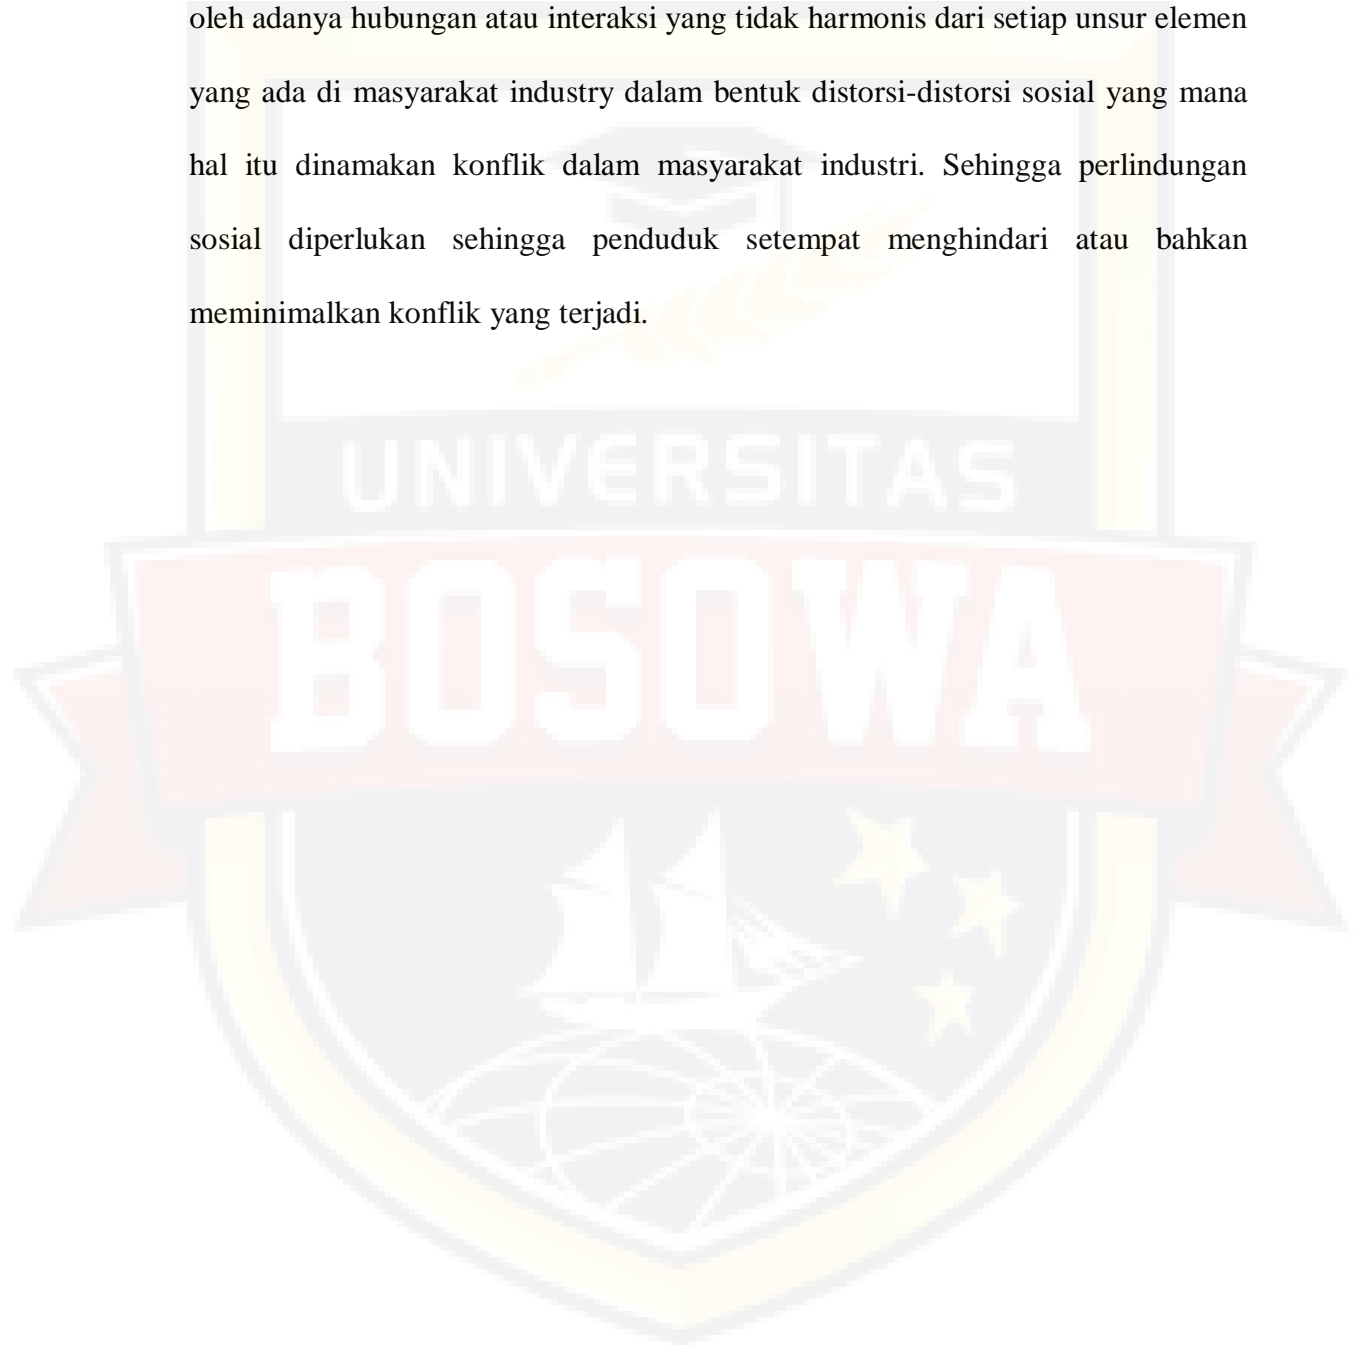 oleh adanya hubungan atau interaksi yang tidak harmonis dari setiap unsur elemen
yang ada di masyarakat industry dalam bentuk distorsi-distorsi sosial yang mana
hal itu dinamakan konflik dalam masyarakat industri. Sehingga perlindungan
sosial diperlukan sehingga penduduk setempat menghindari atau bahkan
meminimalkan konflik yang terjadi.
UNIVERSITAS
BOSOWA